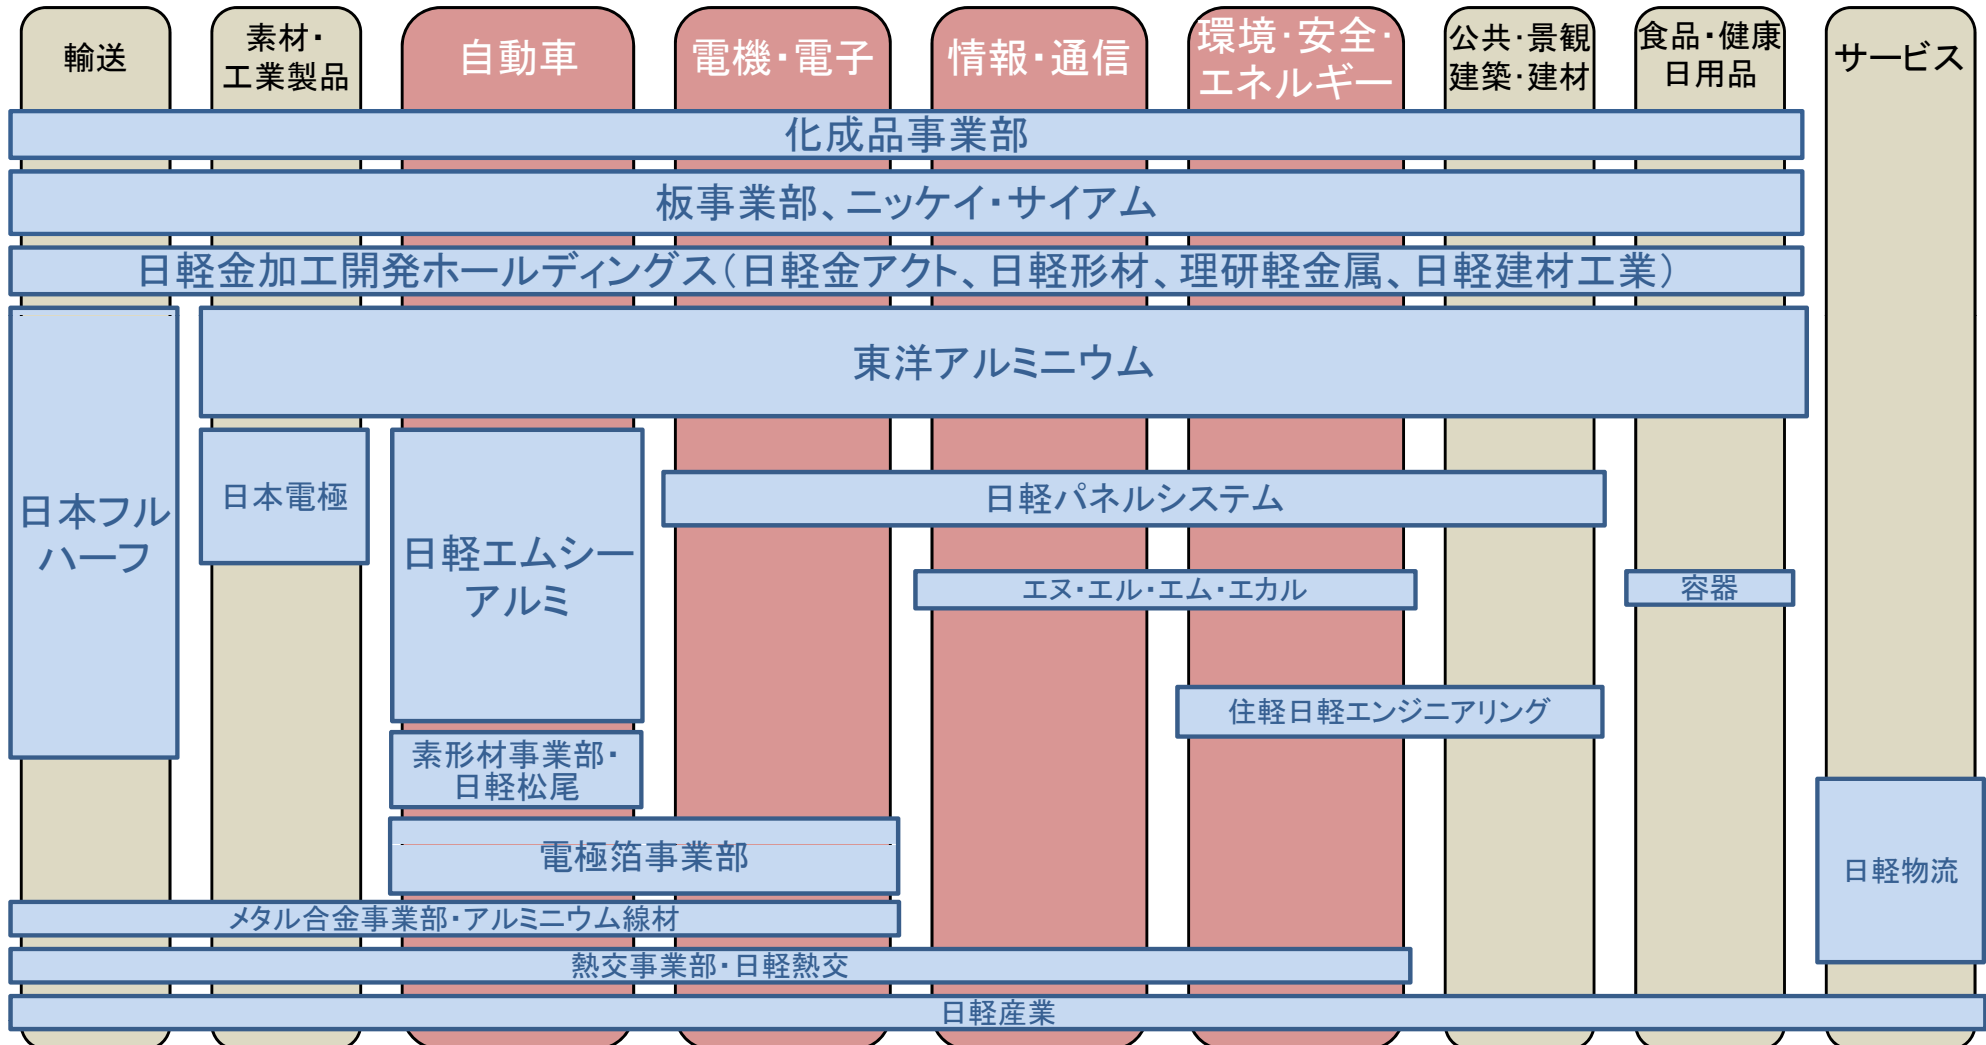 輸送
素材・
工業製品
自動車
電機・電子
情報・通信
環境・安全・
エネルギー
公共・景観
建築・建材
食品・健康
日用品
サービス
化成品事業部
板事業部、ニッケイ・サイアム
日軽金加工開発ホールディングス（日軽金アクト、日軽形材、理研軽金属、日軽建材工業）
東洋アルミニウム
日本フル
ハーフ
日本電極
日軽エムシー
アルミ
日軽パネルシステム
エヌ・エル・エム・エカル
容器
住軽日軽エンジニアリング
素形材事業部・
日軽松尾
電極箔事業部
日軽物流
メタル合金事業部・アルミニウム線材
熱交事業部・日軽熱交
日軽産業